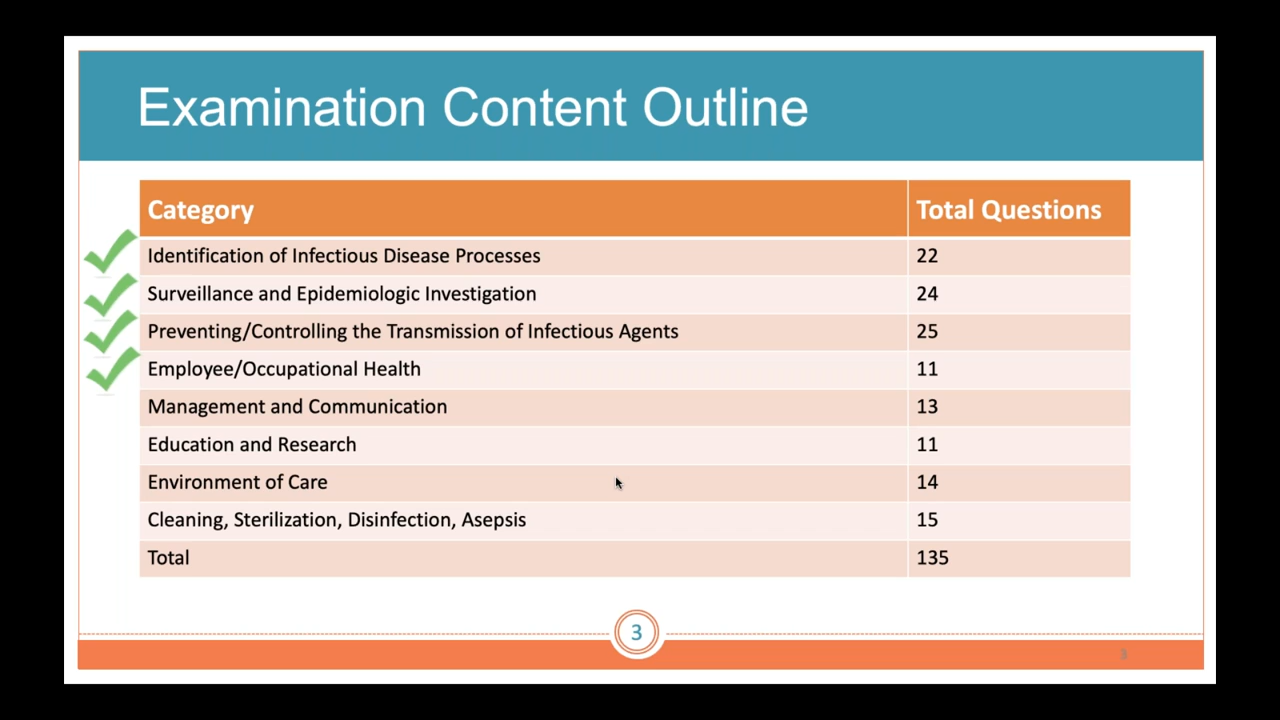 Examination Content Outline
Category Total Questions
Identification of Infectious Disease Processes 22
Surveillance and Epidemiologic Investigation 24
Preventing/Controlling the Transmission of Infectious Agents 25
Employee/Occupational Health 11
Management and Communication 13
Education and Research 11
Environment of Care 14
Cleaning, Sterilization, Disinfection, Asepsis 15
Total 135
3
3